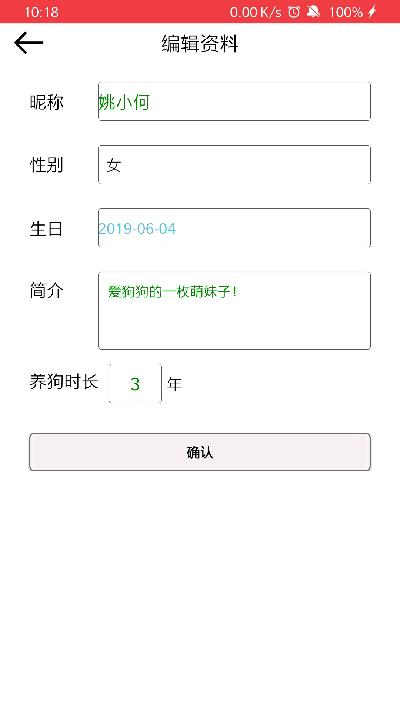 10:18 0.00 K/s 100%
编辑资料
昵称 姚小何
性别 女
生日 2019-06-04
简介 爱狗狗的一枚萌妹子!
养狗时长 3 年
确认